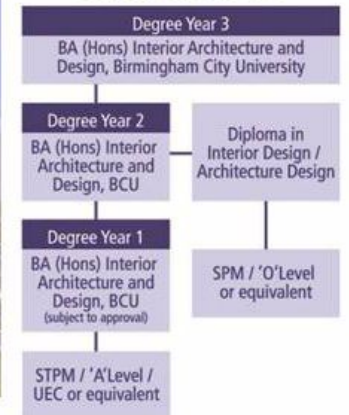 Degree Year 3
BA (Hons) Interior Architecture and
Design, Birmingham City University
Degree Year 2
BA (Hons) Interior
Architecture and
Design, BCU
Diploma in
Interior Design /
Architecture Design
Degree Year 1
BA (Hons) Interior
Architecture and
Design, BCU
(subject to approval)
SPM / 'O'Level
or equivalent
STPM / 'A'Level /
UEC or equivalent